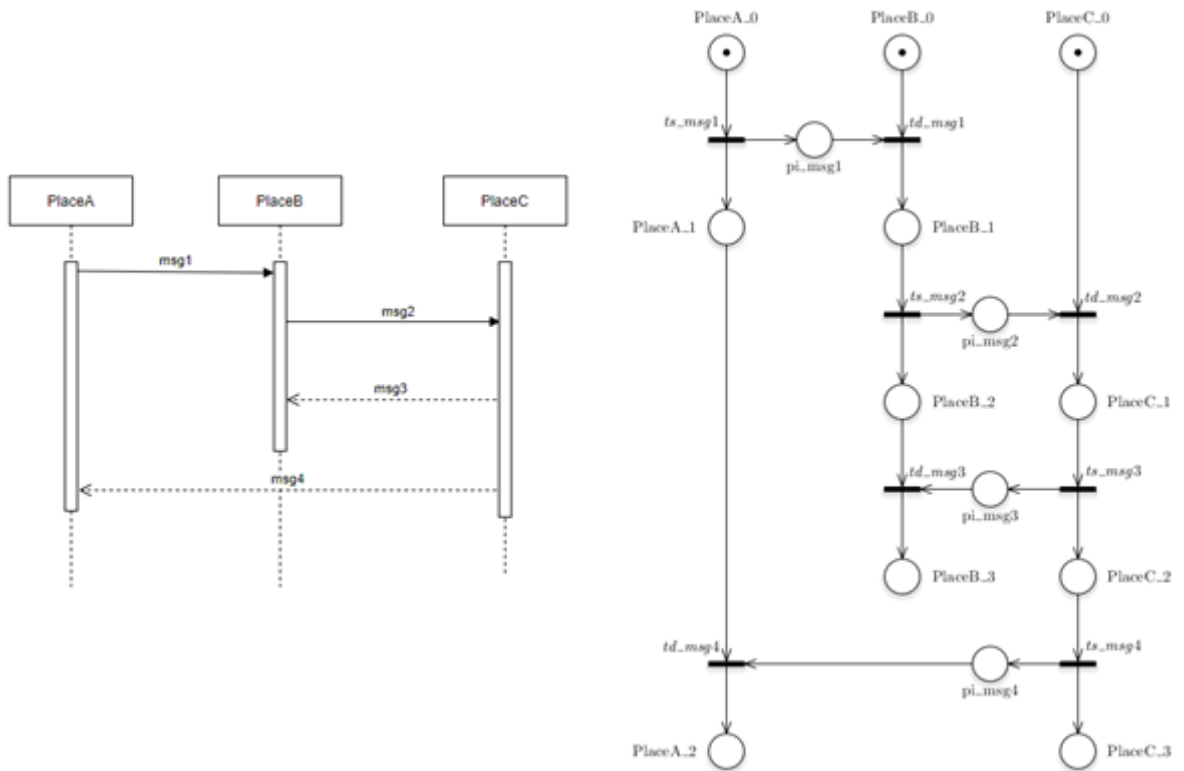 PlaceA
PlaceB
PlaceC
msg1
msg2
msg3
msg4
PlaceA_0
PlaceB_0
PlaceC_0
ts_msg1
td_msg1
pi_msg1
PlaceA_1
PlaceB_1
ts_msg2
td_msg2
pi_msg2
PlaceB_2
PlaceC_1
td_msg3
ts_msg3
pi_msg3
PlaceB_3
PlaceC_2
td_msg4
ts_msg4
pi_msg4
PlaceA_2
PlaceC_3